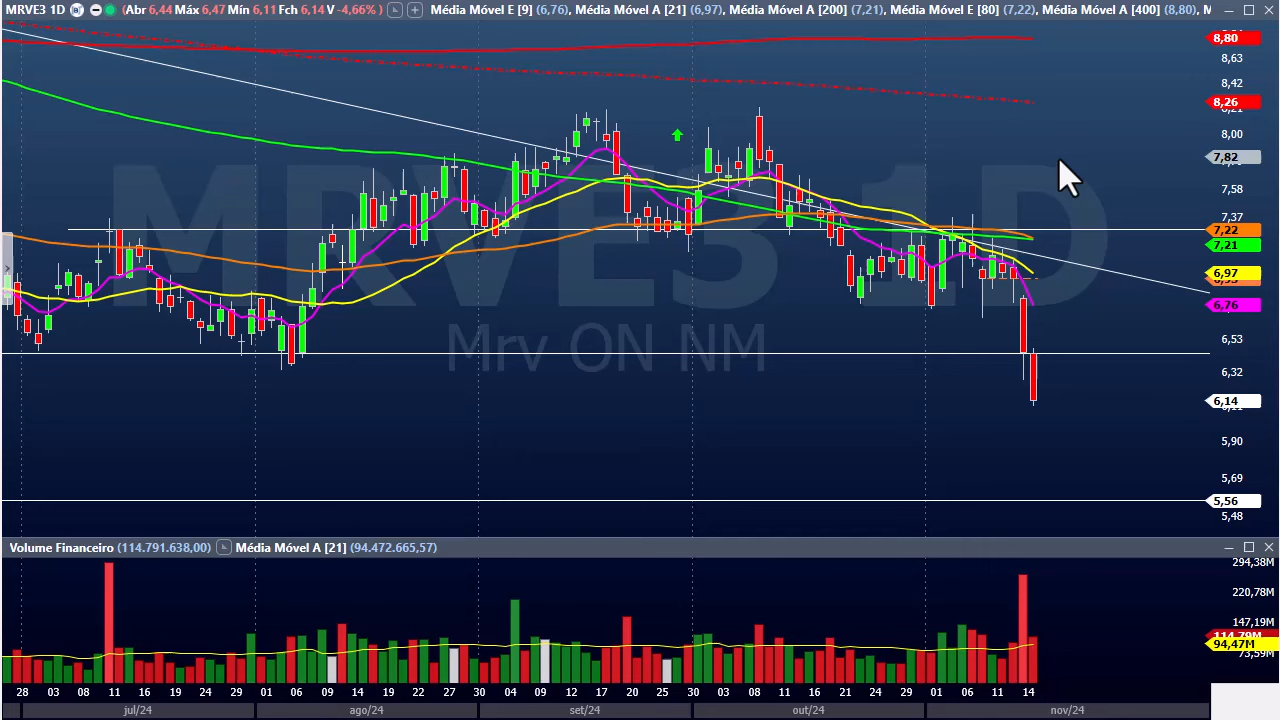 MRVE3 1D (Abr 6,44 Máx 6,47 Mín 6,11 Fch 6,14 V -4,66% ) Média Móvel E [9] (6,76), Média Móvel A [21] (6,97), Média Móvel A [200] (7,21), Média Móvel E [80] (7,22), Média Móvel A [400] (8,80), M
8,80
8,63
8,42
8,26
8,00
7,82
7,58
7,37
7,22
7,21
6,97
6,76
6,53
6,32
6,14
5,90
5,69
5,56
5,48
MRVE3 1D
Mrv ON NM
Volume Financeiro (114.791.638,00) Média Móvel A [21] (94.472.665,57)
294,38M
220,78M
147,19M
114,79M
94,47M
73,59M
28 03 08 11 16 19 24 29 01 06 09 14 19 22 27 30 04 09 12 17 20 25 30 03 08 11 16 21 24 29 01 06 11 14
jul/24 ago/24 set/24 out/24 nov/24